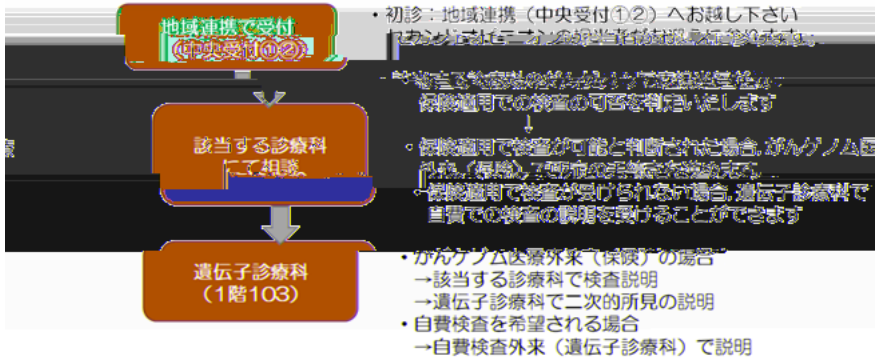 地域連携で受付
(中央受付①②)
・初診：地域連携（中央受付①②）へお越し下さい
保険適用での検査の可否を判定いたします
↓
該当する診療科
にて相談
・保険適用で検査が可能と判断された場合,がんゲノム医
療
・保険適用で検査が受けられない場合,遺伝子診療科で
自費での検査の説明を受けることができます
遺伝子診療科
（1階103）
・がんゲノム医療外来（保険）の場合
→該当する診療科で検査説明
→遺伝子診療科で二次的所見の説明
・自費検査を希望される場合
→自費検査外来（遺伝子診療科）で説明